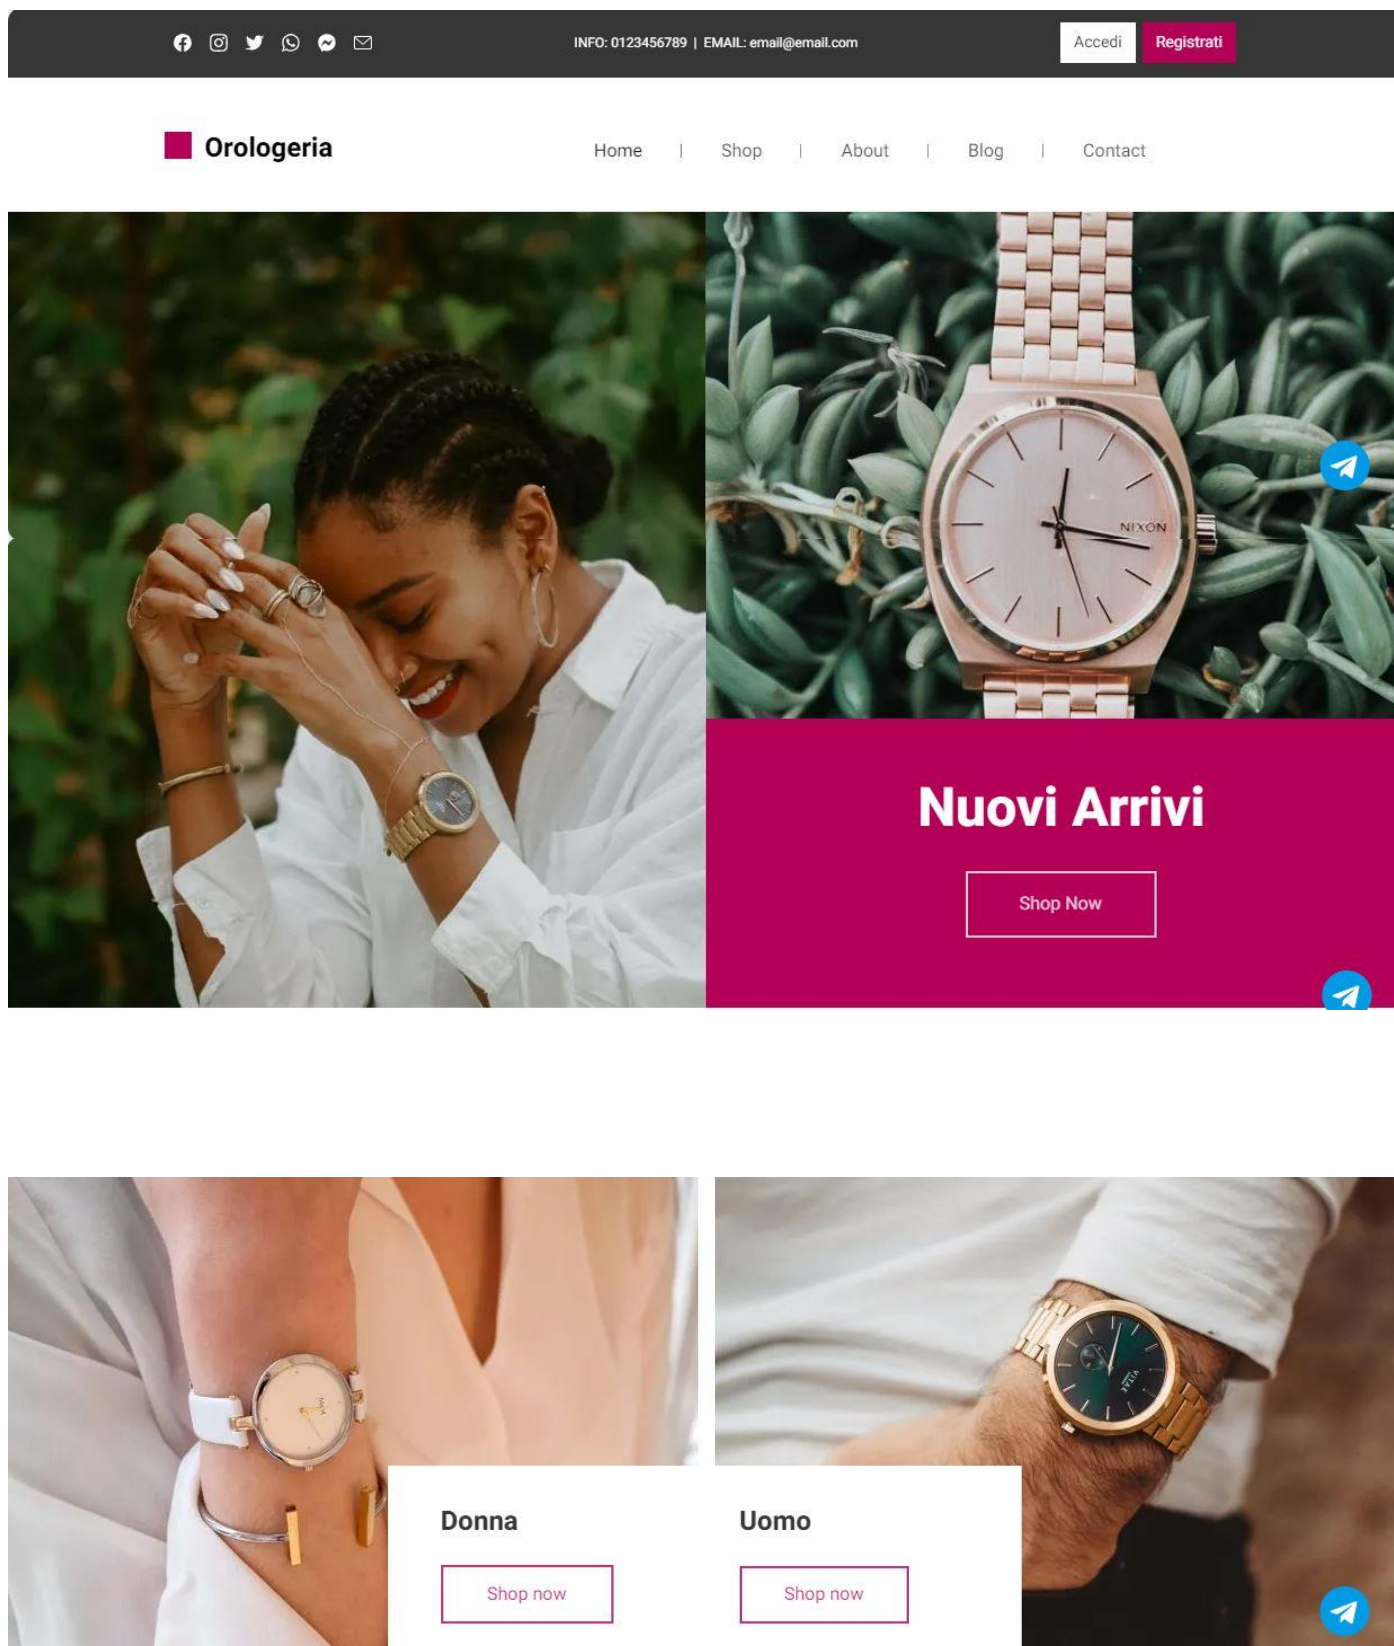 INFO: 0123456789 | EMAIL: email@email.com
Accedi
Registrati
Orologeria
Home | Shop | About | Blog | Contact
NIXON
Nuovi Arrivi
Shop Now
VITAE
Donna
Uomo
Shop now
Shop now